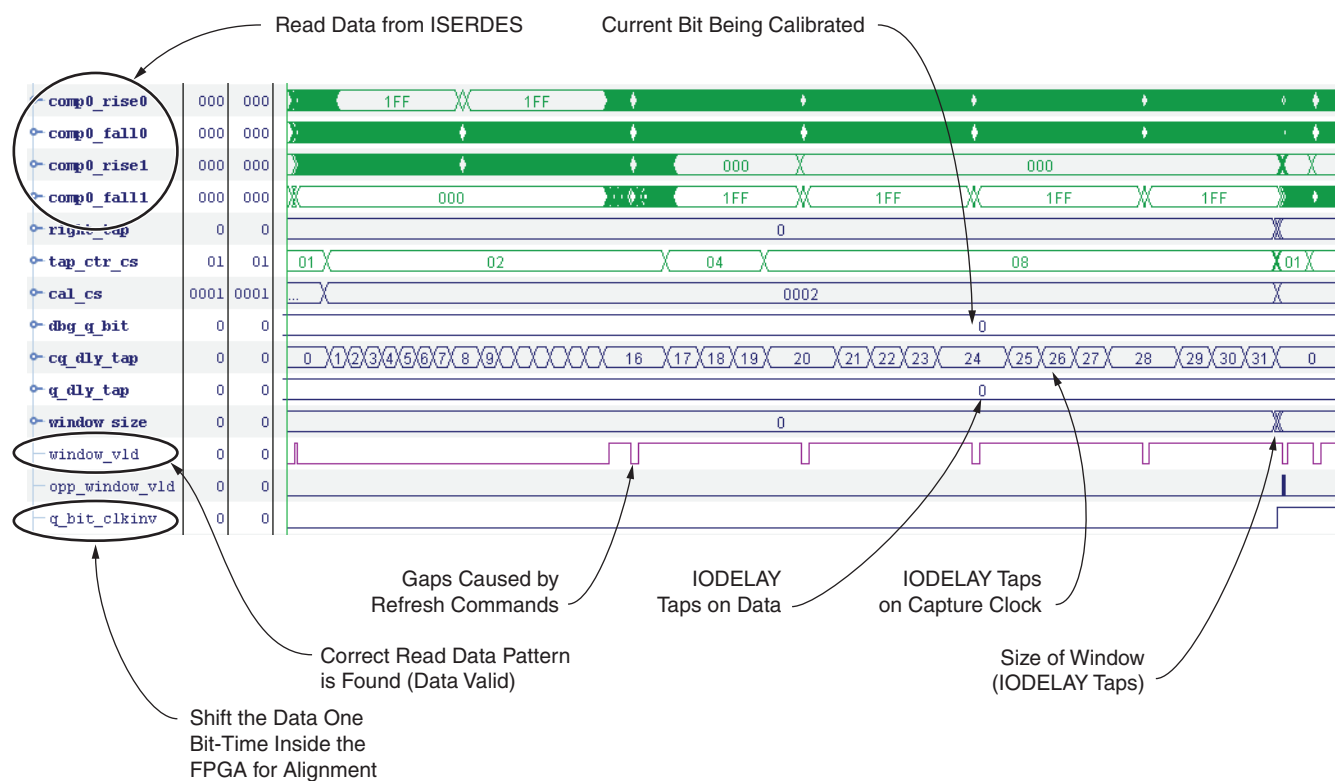 Read Data from ISERDES Current Bit Being Calibrated
comp0_rise0 000 000 1FF 1FF
comp0_fall0 000 000
comp0_rise1 000 000 000 000
comp0_fall1 000 000 000 1FF 1FF 1FF 1FF
right_tap 0 0 0
tap_ctr_cs 01 01 01 02 04 08 01
cal_cs 0001 0001 ... 0002
dbg_q_bit 0 0 0
cq_dly_tap 0 0 0 1 2 3 4 5 6 7 8 9 16 17 18 19 20 21 22 23 24 25 26 27 28 29 30 31 0
q_dly_tap 0 0 0
window size 0 0 0
window_vld 0 0
opp_window_vld 0 0
q_bit_clkinv 0 0
Gaps Caused by
Refresh Commands
IODELAY
Taps on Data
IODELAY Taps
on Capture Clock
Correct Read Data Pattern
is Found (Data Valid)
Size of Window
(IODELAY Taps)
Shift the Data One
Bit-Time Inside the
FPGA for Alignment